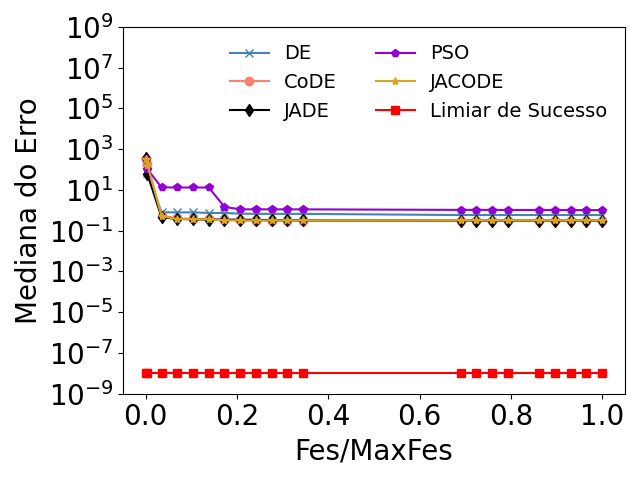 10^9
10^7
10^5
10^3
10^1
10^-1
10^-3
10^-5
10^-7
10^-9
Mediana do Erro
DE
CoDE
JADE
PSO
JACODE
Limiar de Sucesso
0.0 0.2 0.4 0.6 0.8 1.0
Fes/MaxFes